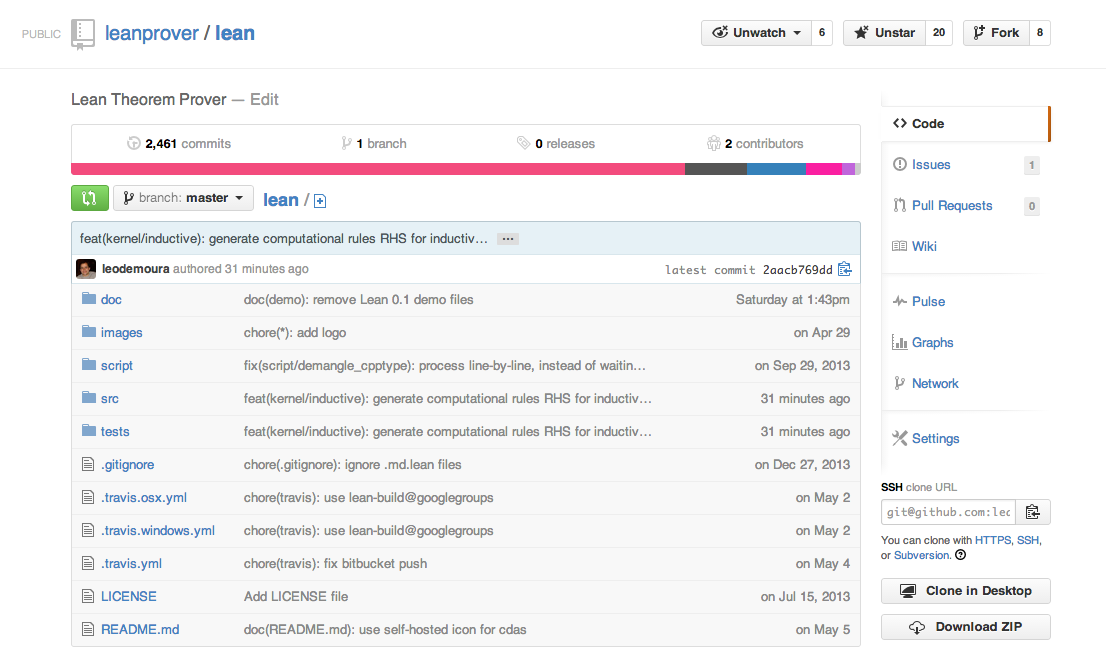 PUBLIC leanprover / lean
Unwatch 6 Unstar 20 Fork 8
Lean Theorem Prover — Edit
2,461 commits 1 branch 0 releases 2 contributors
branch: master lean /
feat(kernel/inductive): generate computational rules RHS for inductiv… …
leodemoura authored 31 minutes ago latest commit 2aacb769dd
doc doc(demo): remove Lean 0.1 demo files Saturday at 1:43pm
images chore(*): add logo on Apr 29
script fix(script/demangle_cpptype): process line-by-line, instead of waitin… on Sep 29, 2013
src feat(kernel/inductive): generate computational rules RHS for inductiv… 31 minutes ago
tests feat(kernel/inductive): generate computational rules RHS for inductiv… 31 minutes ago
.gitignore chore(.gitignore): ignore .md.lean files on Dec 27, 2013
.travis.osx.yml chore(travis): use lean-build@googlegroups on May 2
.travis.windows.yml chore(travis): use lean-build@googlegroups on May 2
.travis.yml chore(travis): fix bitbucket push on May 4
LICENSE Add LICENSE file on Jul 15, 2013
README.md doc(README.md): use self-hosted icon for cdas on May 5
Code
Issues 1
Pull Requests 0
Wiki
Pulse
Graphs
Network
Settings
SSH clone URL
git@github.com:lea
You can clone with HTTPS, SSH,
or Subversion.
Clone in Desktop
Download ZIP